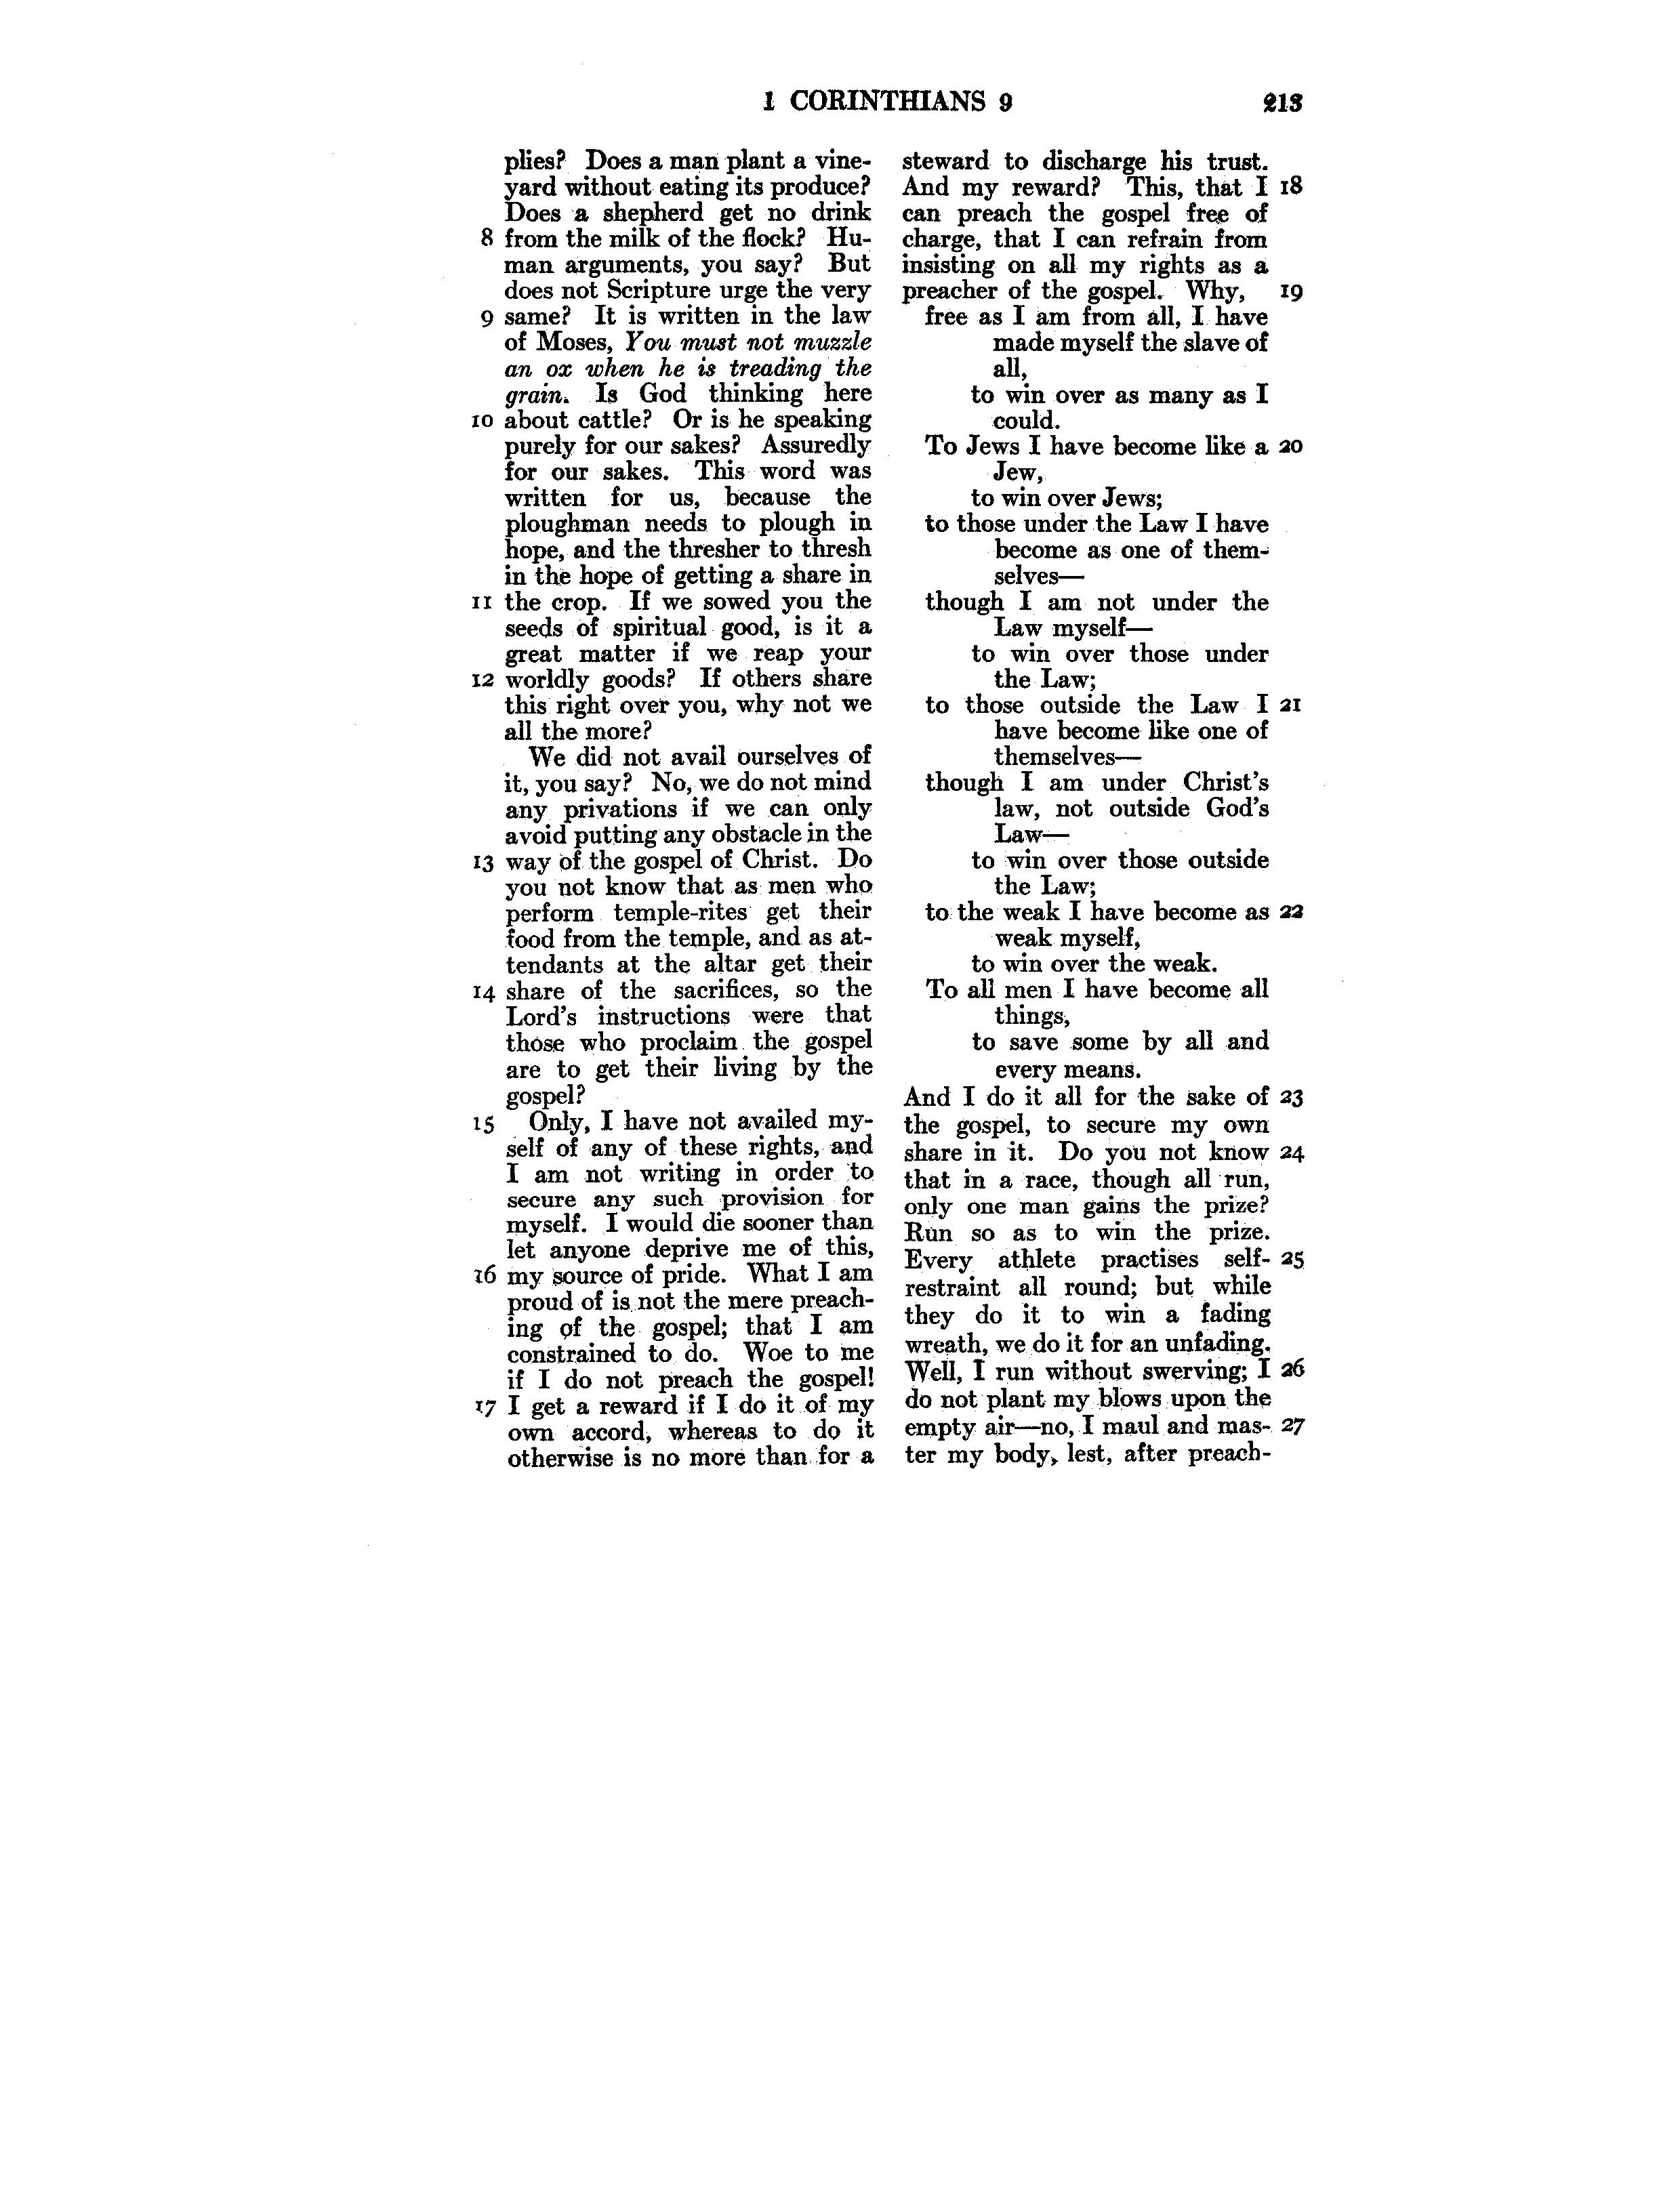 1 CORINTHIANS 9 213
plies? Does a man plant a vine-
yard without eating its produce?
Does a shepherd get no drink
8 from the milk of the flock? Hu-
man arguments, you say? But
does not Scripture urge the very
9 same? It is written in the law
of Moses, You must not muzzle
an ox when he is treading the
grain. Is God thinking here
10 about cattle? Or is he speaking
purely for our sakes? Assuredly
for our sakes. This word was
written for us, because the
ploughman needs to plough in
hope, and the thresher to thresh
in the hope of getting a share in
11 the crop. If we sowed you the
seeds of spiritual good, is it a
great matter if we reap your
12 worldly goods? If others share
this right over you, why not we
all the more?
We did not avail ourselves of
it, you say? No, we do not mind
any privations if we can only
avoid putting any obstacle in the
13 way of the gospel of Christ. Do
you not know that as men who
perform temple-rites get their
food from the temple, and as at-
tendants at the altar get their
14 share of the sacrifices, so the
Lord's instructions were that
those who proclaim the gospel
are to get their living by the
gospel?
15 Only, I have not availed my-
self of any of these rights, and
I am not writing in order to
secure any such provision for
myself. I would die sooner than
let anyone deprive me of this,
16 my source of pride. What I am
proud of is not the mere preach-
ing of the gospel; that I am
constrained to do. Woe to me
if I do not preach the gospel!
17 I get a reward if I do it of my
own accord, whereas to do it
otherwise is no more than for a
steward to discharge his trust.
And my reward? This, that I 18
can preach the gospel free of
charge, that I can refrain from
insisting on all my rights as a
preacher of the gospel. Why, 19
free as I am from all, I have
made myself the slave of
all,
to win over as many as I
could.
To Jews I have become like a 20
Jew,
to win over Jews;
to those under the Law I have
become as one of them-
selves—
though I am not under the
Law myself—
to win over those under
the Law;
to those outside the Law I 21
have become like one of
themselves—
though I am under Christ's
law, not outside God's
Law—
to win over those outside
the Law;
to the weak I have become as 22
weak myself,
to win over the weak.
To all men I have become all
things,
to save some by all and
every means.
And I do it all for the sake of 23
the gospel, to secure my own
share in it. Do you not know 24
that in a race, though all run,
only one man gains the prize?
Run so as to win the prize.
Every athlete practises self- 25
restraint all round; but while
they do it to win a fading
wreath, we do it for an unfading.
Well, I run without swerving; I 26
do not plant my blows upon the
empty air—no, I maul and mas- 27
ter my body, lest, after preach-